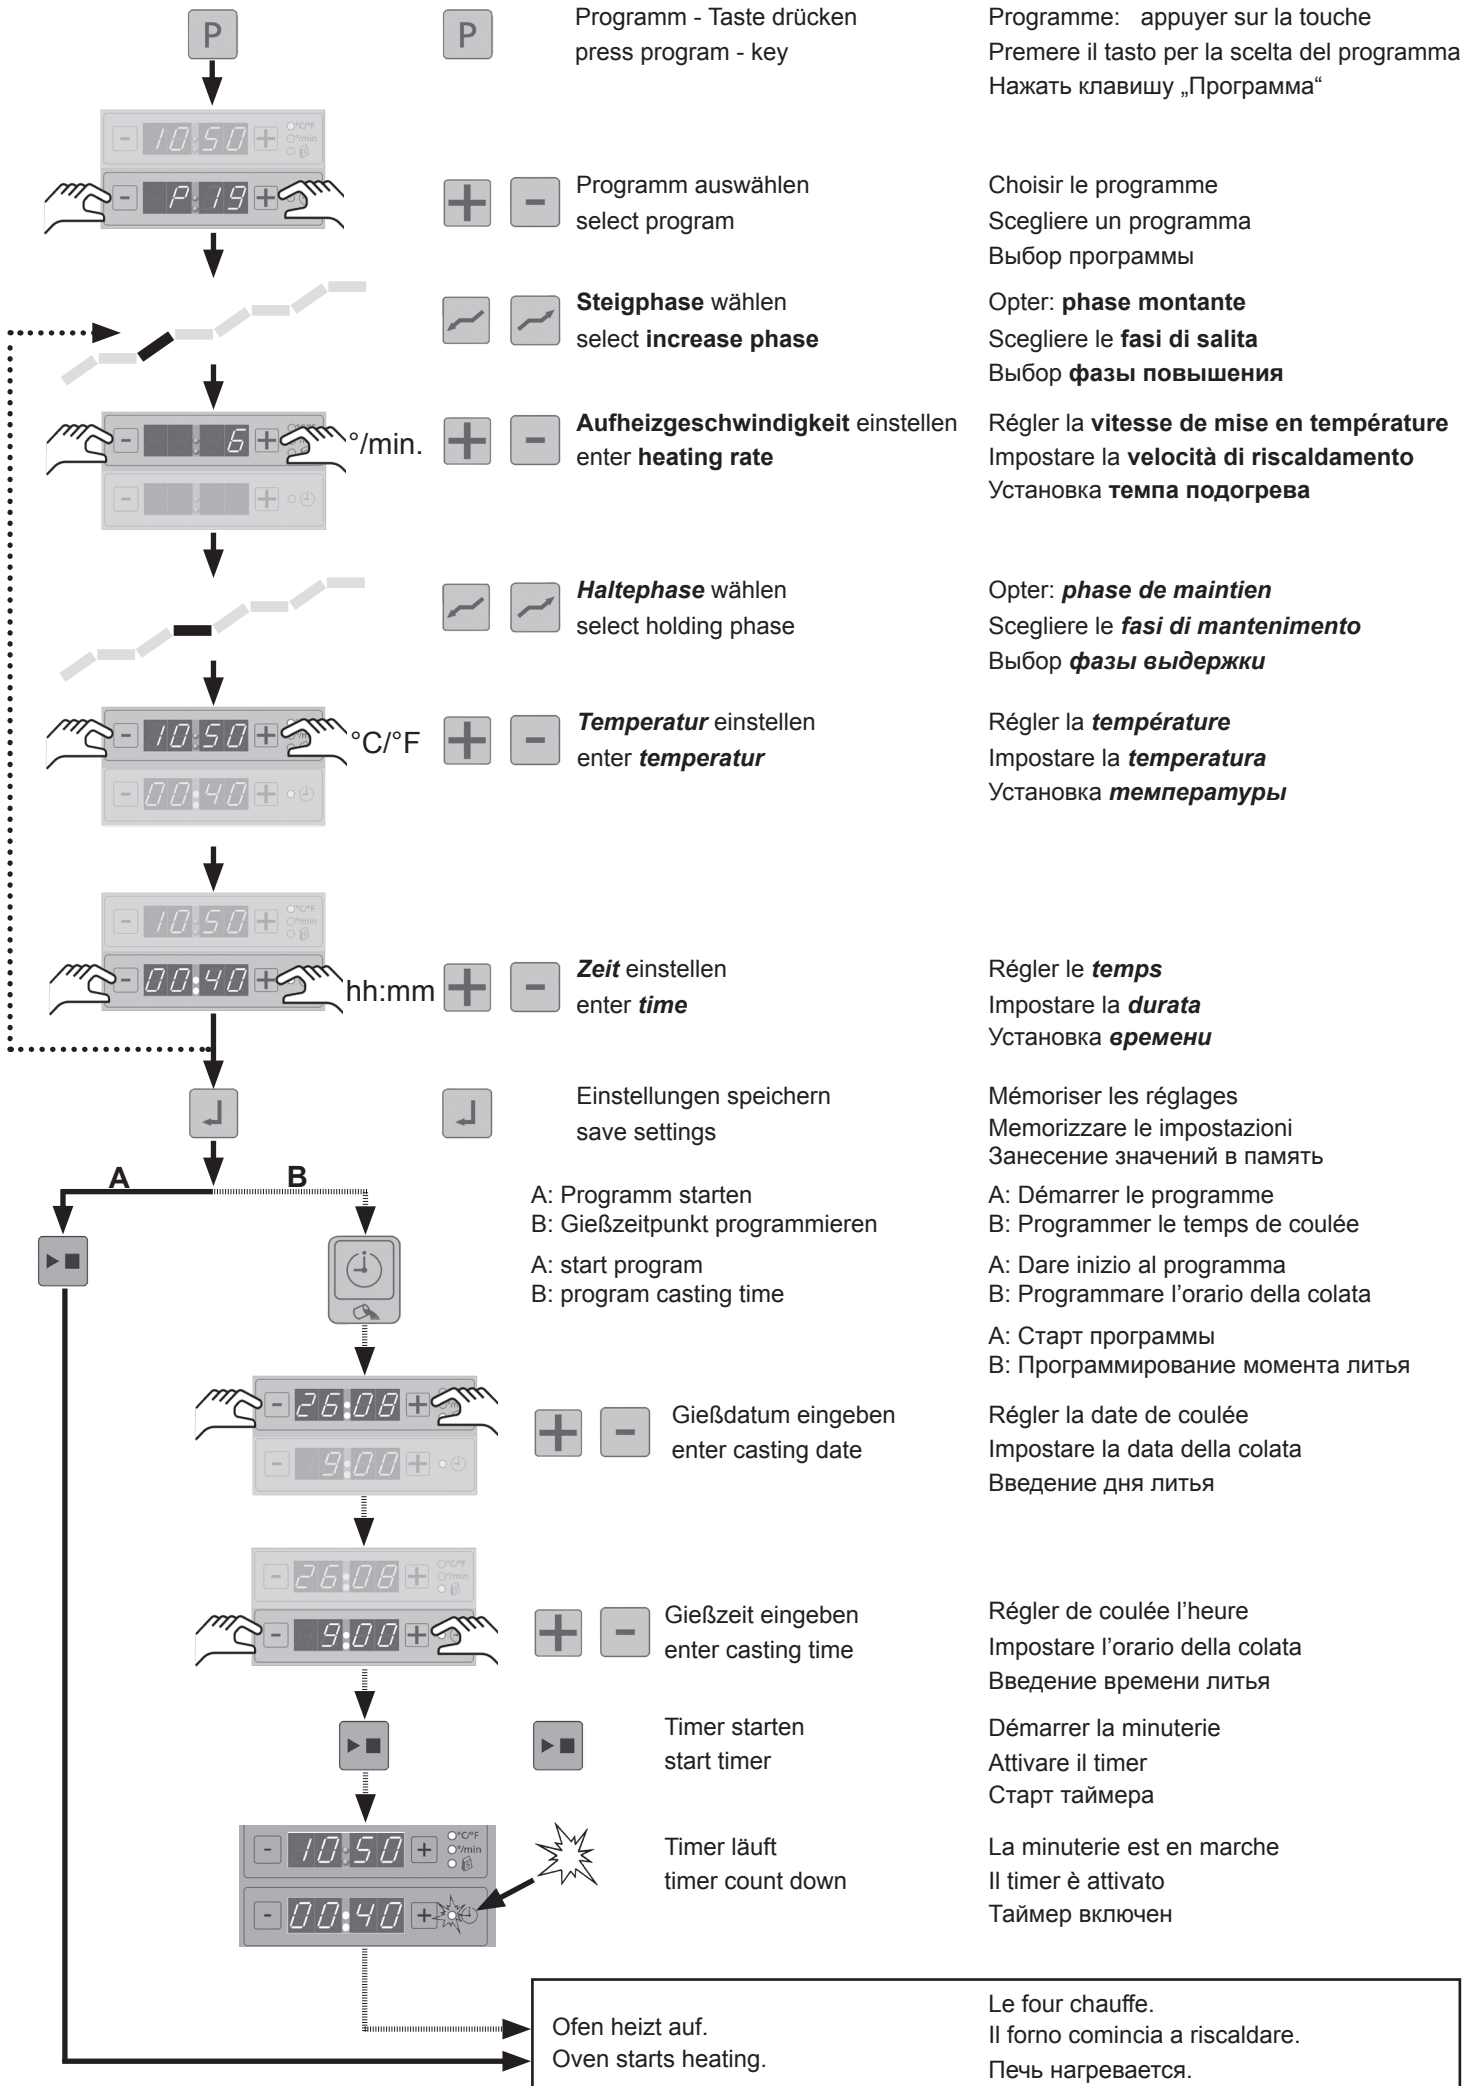 P
P
Programm - Taste drücken
press program - key
Programme: appuyer sur la touche
Premere il tasto per la scelta del programma
Нажать клавишу „Программа“
- 10:50 + °C/°F
°/min
- P:19 +
+ -
Programm auswählen
select program
Choisir le programme
Scegliere un programma
Выбор программы
Steigphase wählen
select increase phase
Opter: phase montante
Scegliere le fasi di salita
Выбор фазы повышения
- 6 + °/min.
- +
+ -
Aufheizgeschwindigkeit einstellen
enter heating rate
Régler la vitesse de mise en température
Impostare la velocità di riscaldamento
Установка темпа подогрева
Haltephase wählen
select holding phase
Opter: phase de maintien
Scegliere le fasi di mantenimento
Выбор фазы выдержки
- 10:50 + °C/°F
- 00:40 +
+ -
Temperatur einstellen
enter temperatur
Régler la température
Impostare la temperatura
Установка температуры
- 10:50 + °C/°F
°/min
- 00:40 + hh:mm
+ -
Zeit einstellen
enter time
Régler le temps
Impostare la durata
Установка времени
Einstellungen speichern
save settings
Mémoriser les réglages
Memorizzare le impostazioni
Занесение значений в память
A B
A: Programm starten
B: Gießzeitpunkt programmieren
A: start program
B: program casting time
A: Démarrer le programme
B: Programmer le temps de coulée
A: Dare inizio al programma
B: Programmare l’orario della colata
А: Старт программы
В: Программирование момента литья
- 26:08 +
- 9:00 +
+ -
Gießdatum eingeben
enter casting date
Régler la date de coulée
Impostare la data della colata
Введение дня литья
- 26:08 + °C/°F
°/min
- 9:00 +
+ -
Gießzeit eingeben
enter casting time
Régler de coulée l’heure
Impostare l’orario della colata
Введение времени литья
Timer starten
start timer
Démarrer la minuterie
Attivare il timer
Старт таймера
- 10:50 + °C/°F
°/min
- 00:40 +
Timer läuft
timer count down
La minuterie est en marche
Il timer è attivato
Таймер включен
Ofen heizt auf.
Oven starts heating.
Le four chauffe.
Il forno comincia a riscaldare.
Печь нагревается.